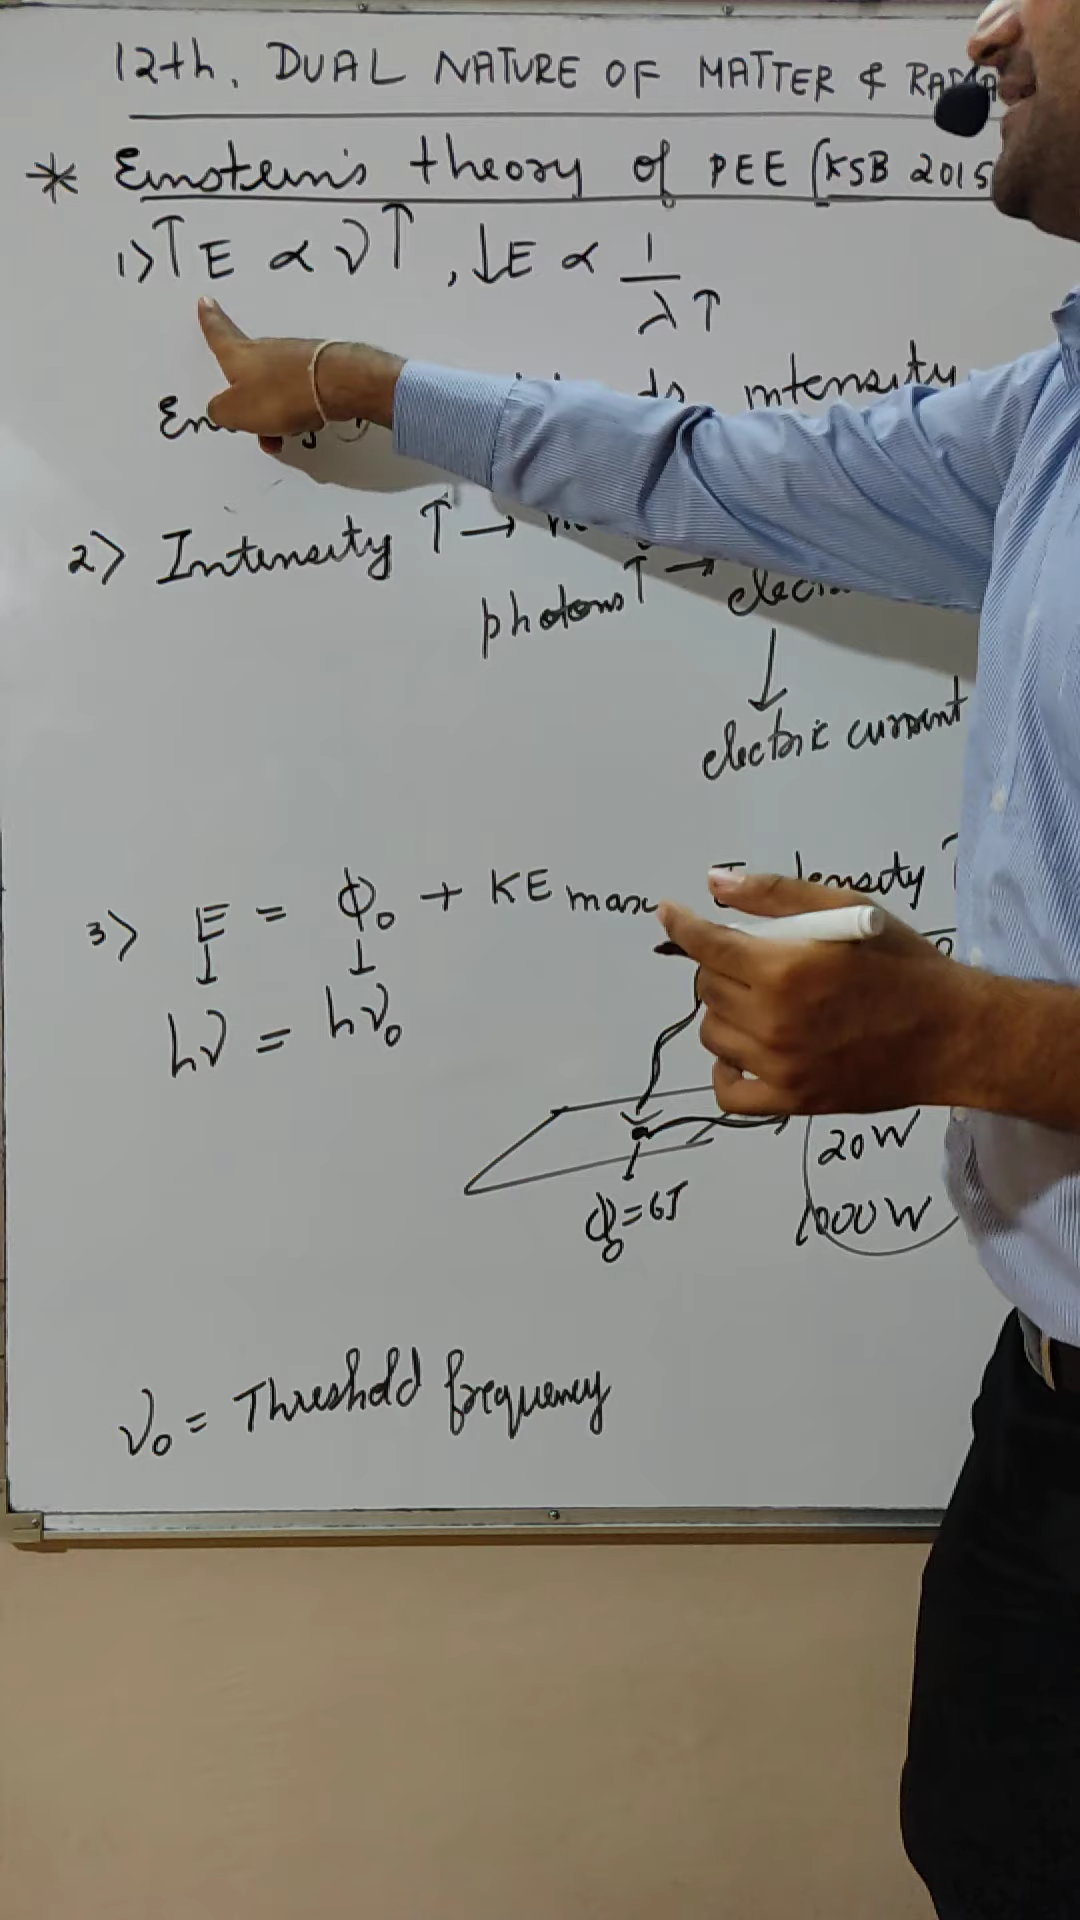 12th. DUAL NATURE OF MATTER &
* Einstein's theory of PEE (KSB 2015
1> ↑E ∝ ν↑, ↓E ∝ 1/λ↑
intensity
2> Intensity ↑ →
photons↑ →
↓
electric current
3> E = ϕ₀ + KE max
hν = hν₀
20W
ϕ₀=6J
1000W
ν₀ = Threshold frequency